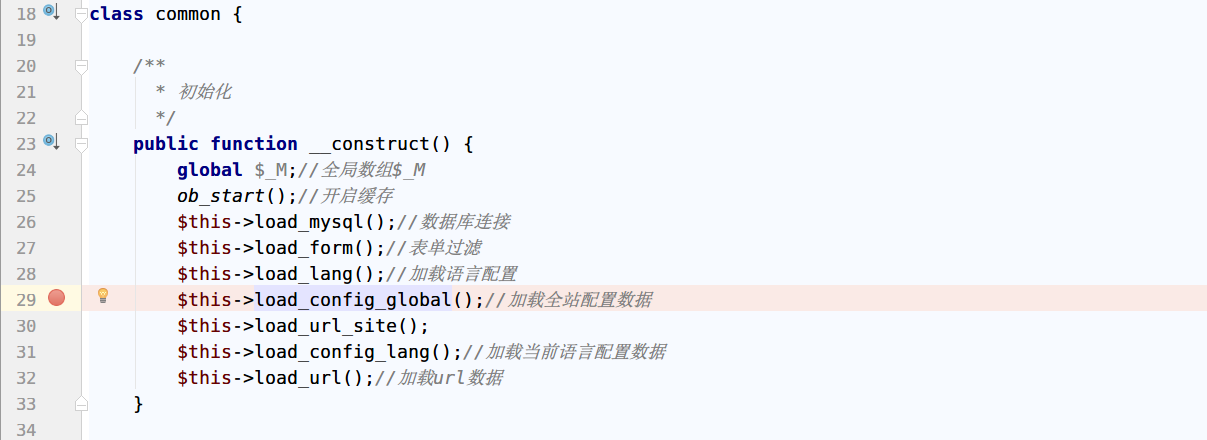 18 class common {
19
20 /**
21 * 初始化
22 */
23 public function __construct() {
24 global $_M;//全局数组$_M
25 ob_start();//开启缓存
26 $this->load_mysql();//数据库连接
27 $this->load_form();//表单过滤
28 $this->load_lang();//加载语言配置
29 $this->load_config_global();//加载全站配置数据
30 $this->load_url_site();
31 $this->load_config_lang();//加载当前语言配置数据
32 $this->load_url();//加载url数据
33 }
34